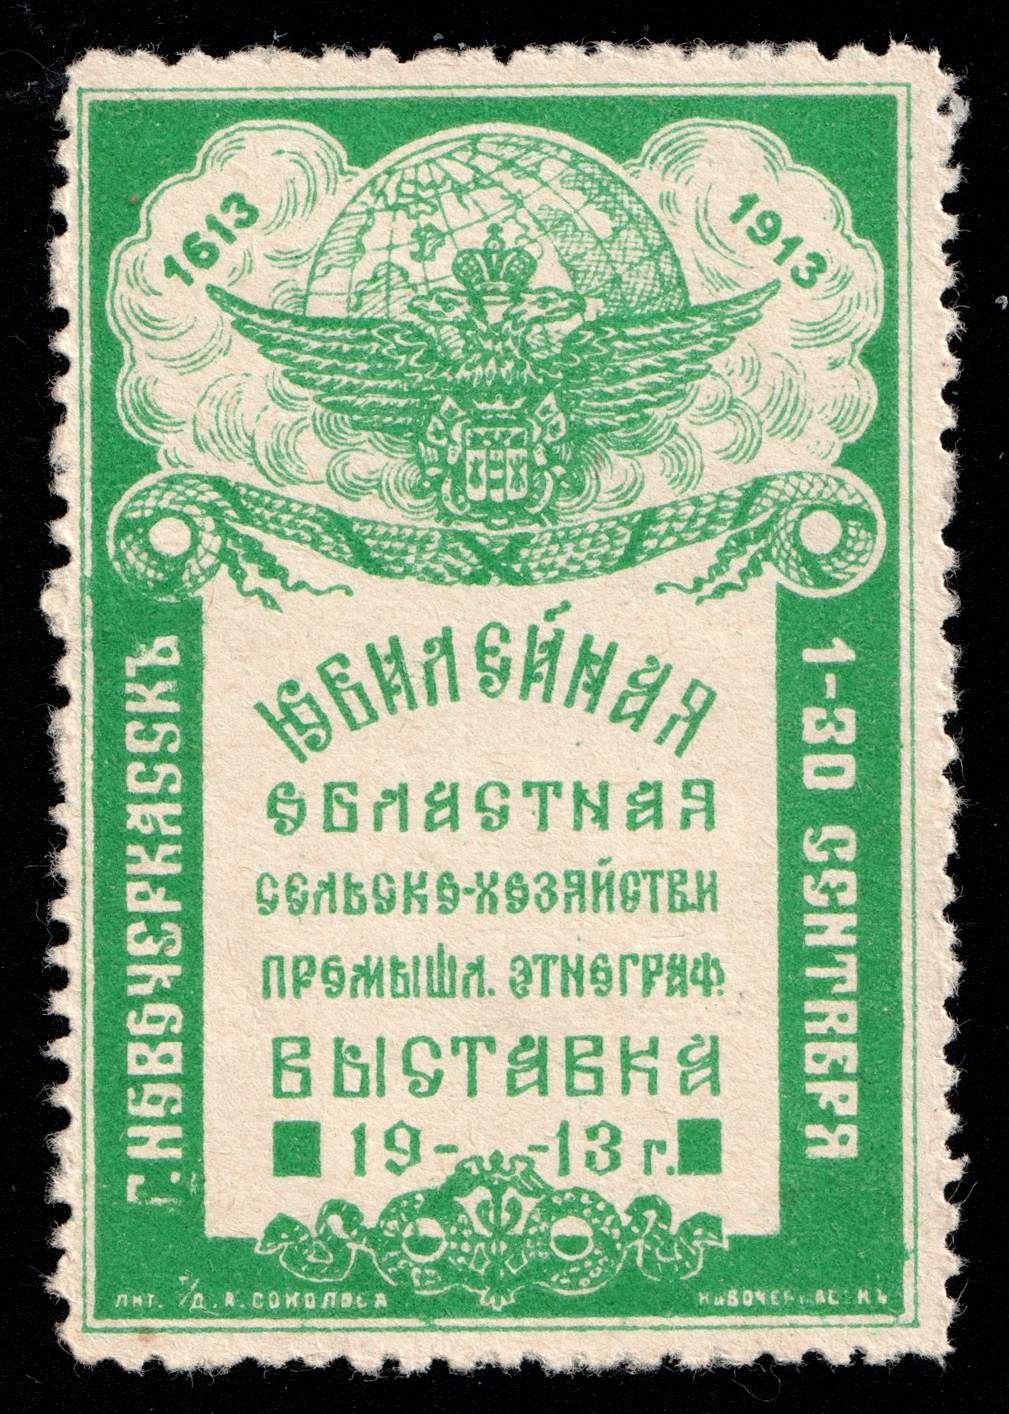 1613
1913
ЮБИЛЕЙНАЯ
ОБЛАСТНАЯ
СЕЛЬСКО-ХОЗЯЙСТВ.И
ПРОМЫШЛ. ЭТНОГРАФ.
ВЫСТАВКА
19- -13 г.
Г. НОВОЧЕРКАССКЪ
1-30 СЕНТЯБРЯ
ЛИТ. Т/Д. А. СОКОЛОВА
НОВОЧЕРКАССКЪ